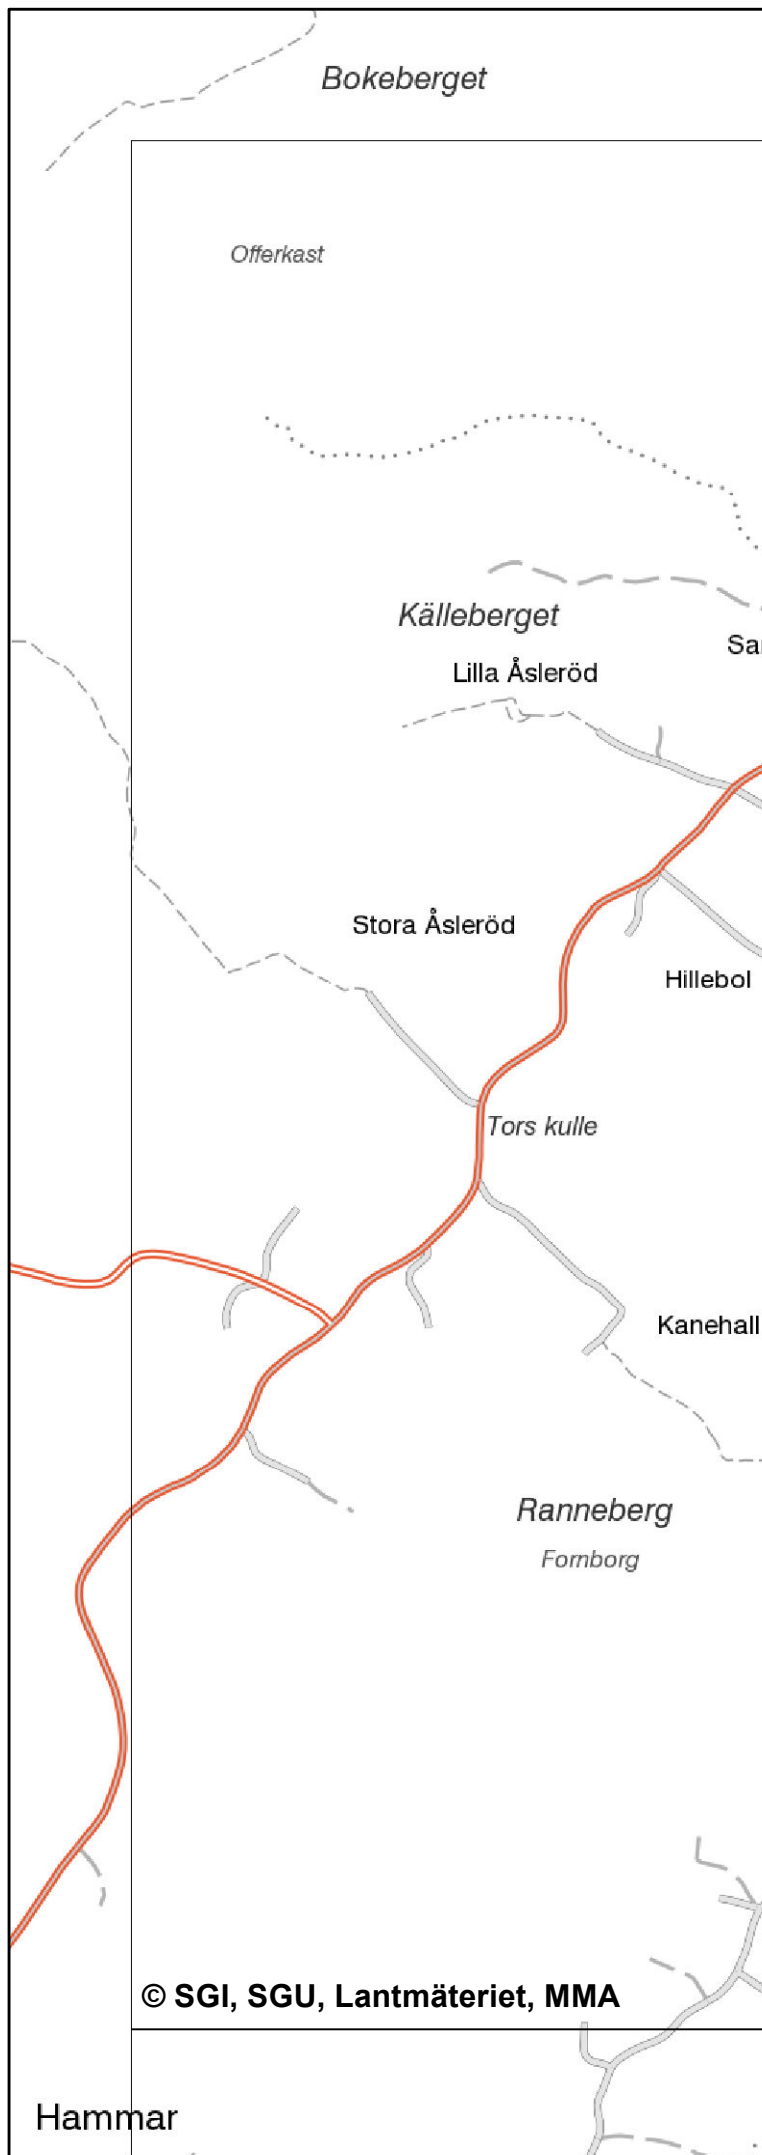 Bokeberget
Offerkast
Källeberget
Lilla Åsleröd
Stora Åsleröd
Hillebol
Tors kulle
Kanehall
Ranneberg
Fornborg
© SGI, SGU, Lantmäteriet, MMA
Hammar